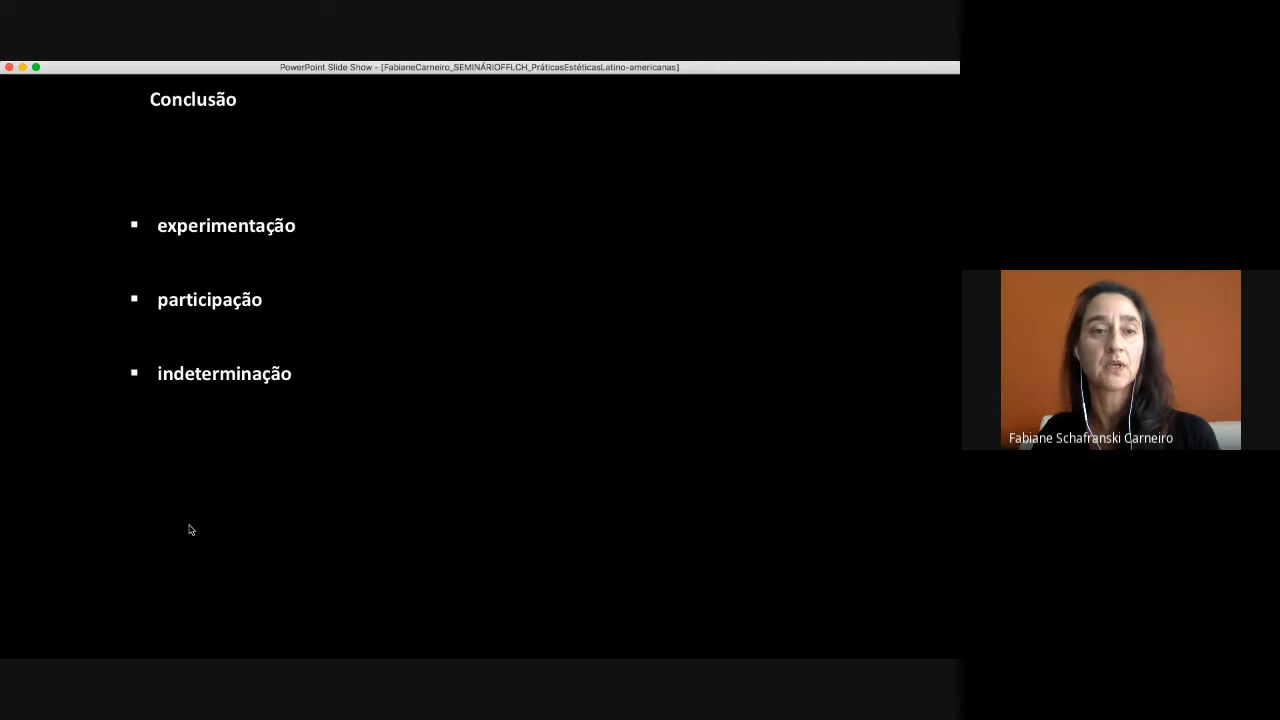 PowerPoint Slide Show - [FabianeCarneiro_SEMINÁRIOFFLCH_PráticasEstéticasLatino-americanas]
Conclusão
▪ experimentação
▪ participação
▪ indeterminação
Fabiane Schafranski Carneiro